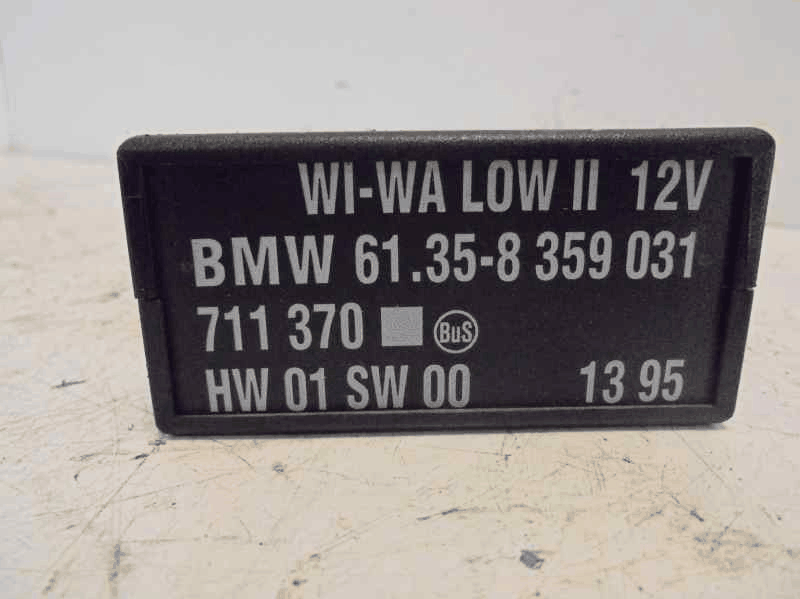 WI-WA LOW II 12V
BMW 61.35-8 359 031
711 370 BuS
HW 01 SW 00 13 95